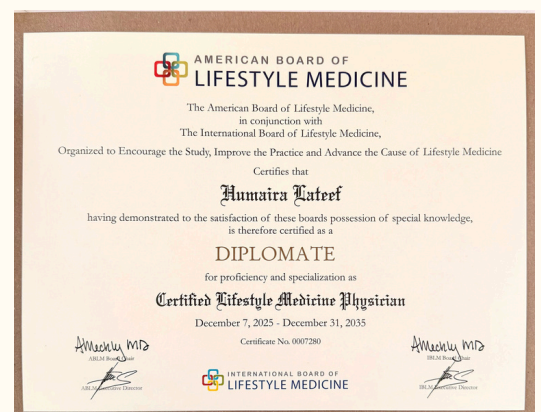 AMERICAN BOARD OF
LIFESTYLE MEDICINE
The American Board of Lifestyle Medicine,
in conjunction with
The International Board of Lifestyle Medicine,
Organized to Encourage the Study, Improve the Practice and Advance the Cause of Lifestyle Medicine
Certifies that
Humaira Lateef
having demonstrated to the satisfaction of these boards possession of special knowledge,
is therefore certified as a
DIPLOMATE
for proficiency and specialization as
Certified Lifestyle Medicine Physician
December 7, 2025 - December 31, 2035
Certificate No. 0007280
ABLM Board Chair
ABLM Executive Director
INTERNATIONAL BOARD OF
LIFESTYLE MEDICINE
IBLM Board Chair
IBLM Executive Director